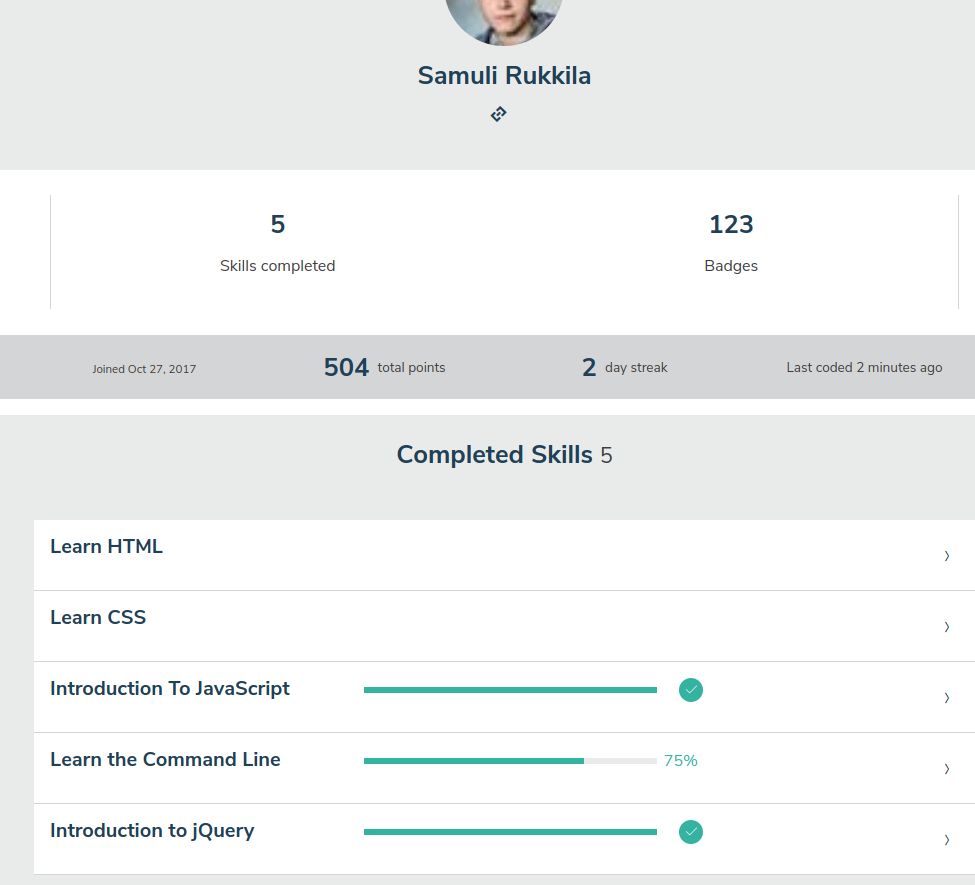 Samuli Rukkila
5
Skills completed
123
Badges
Joined Oct 27, 2017
504 total points
2 day streak
Last coded 2 minutes ago
Completed Skills 5
Learn HTML
Learn CSS
Introduction To JavaScript
Learn the Command Line 75%
Introduction to jQuery